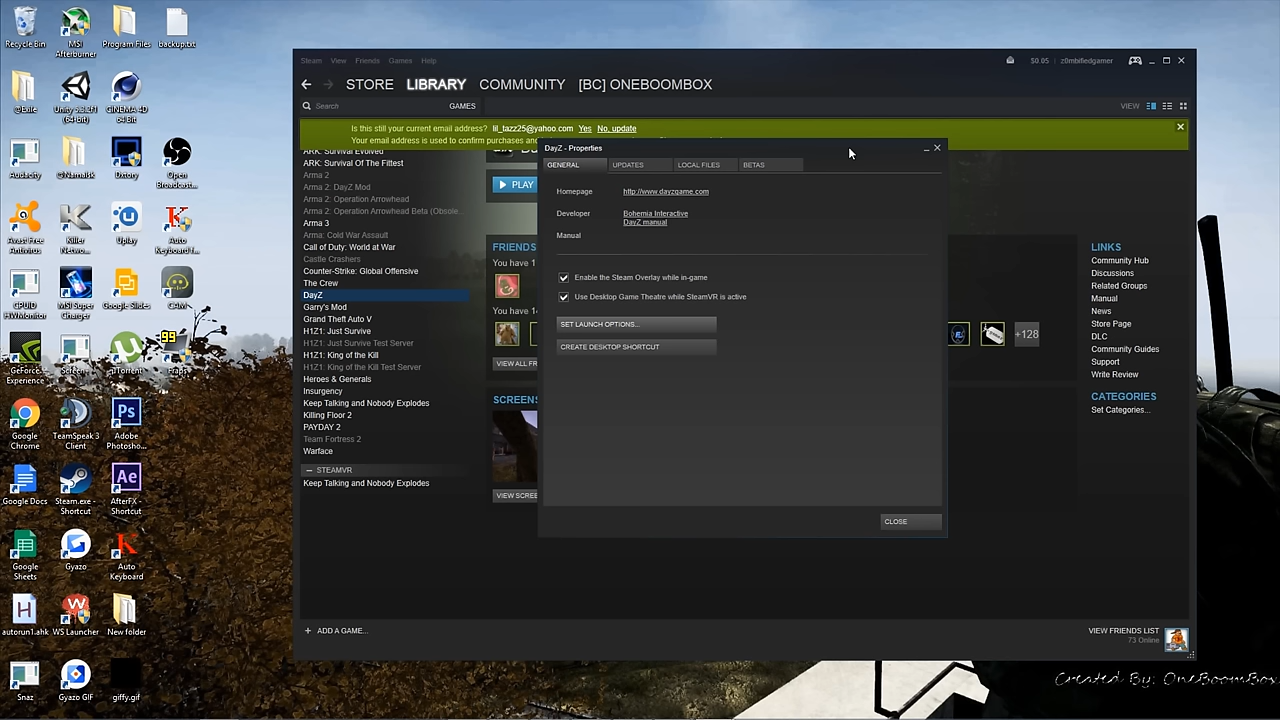 Recycle Bin
MSI Afterburner
Program Files
backup.txt
@Exile
Unity 5.3.2f1 (64-bit)
CINEMA 4D 64 Bit
Audacity
@Namalsk
Dxtory
Open Broadcast...
Avast Free Antivirus
Killer Netwo...
Uplay
Auto Keyboard f...
CPUID HWMonitor
MSI Super Charger
Google Slides
CAM
GeForce Experience
Screen
µTorrent
99
Fraps
Google Chrome
TeamSpeak 3 Client
Ps
Adobe Photosho...
Google Docs
Steam.exe - Shortcut
Ae
AfterFX - Shortcut
Google Sheets
Gyazo
Auto Keyboard
autorun1.ahk
WS Launcher
New folder
Snaz
Gyazo GIF
giffy.gif
Steam View Friends Games Help
$0.05 z0mbifiedgamer
STORE LIBRARY COMMUNITY [BC] ONEBOOMBOX
Search GAMES VIEW
Is this still your current email address? lil_tazz25@yahoo.com Yes No, update
Your email address is used to confirm purchases and
ARK: Survival Evolved
ARK: Survival Of The Fittest
Arma 2
Arma 2: DayZ Mod
Arma 2: Operation Arrowhead
Arma 2: Operation Arrowhead Beta (Obsole...
Arma 3
Arma: Cold War Assault
Call of Duty: World at War
Castle Crashers
Counter-Strike: Global Offensive
The Crew
DayZ
Garry's Mod
Grand Theft Auto V
H1Z1: Just Survive
H1Z1: Just Survive Test Server
H1Z1: King of the Kill
H1Z1: King of the Kill Test Server
Heroes & Generals
Insurgency
Keep Talking and Nobody Explodes
Killing Floor 2
PAYDAY 2
Team Fortress 2
Warface
— STEAMVR
Keep Talking and Nobody Explodes
PLAY
FRIENDS
You have 1
You have 14
VIEW ALL FR
SCREENS
VIEW SCREE
DayZ - Properties
GENERAL UPDATES LOCAL FILES BETAS
Homepage http://www.dayzgame.com
Developer Bohemia Interactive
DayZ manual
Manual
Enable the Steam Overlay while in-game
Use Desktop Game Theatre while SteamVR is active
SET LAUNCH OPTIONS...
CREATE DESKTOP SHORTCUT
CLOSE
+128
LINKS
Community Hub
Discussions
Related Groups
Manual
News
Store Page
DLC
Community Guides
Support
Write Review
CATEGORIES
Set Categories...
+ ADD A GAME...
VIEW FRIENDS LIST
73 Online
Created By: OneBoomBox